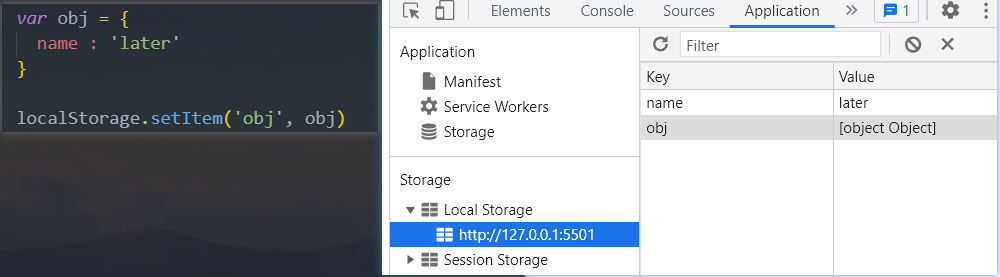 var obj = {
name : 'later'
}
localStorage.setItem('obj', obj)
Elements Console Sources Application » 1
Application
Manifest
Service Workers
Storage
Storage
Local Storage
http://127.0.0.1:5501
Session Storage
Filter
Key Value
name later
obj [object Object]